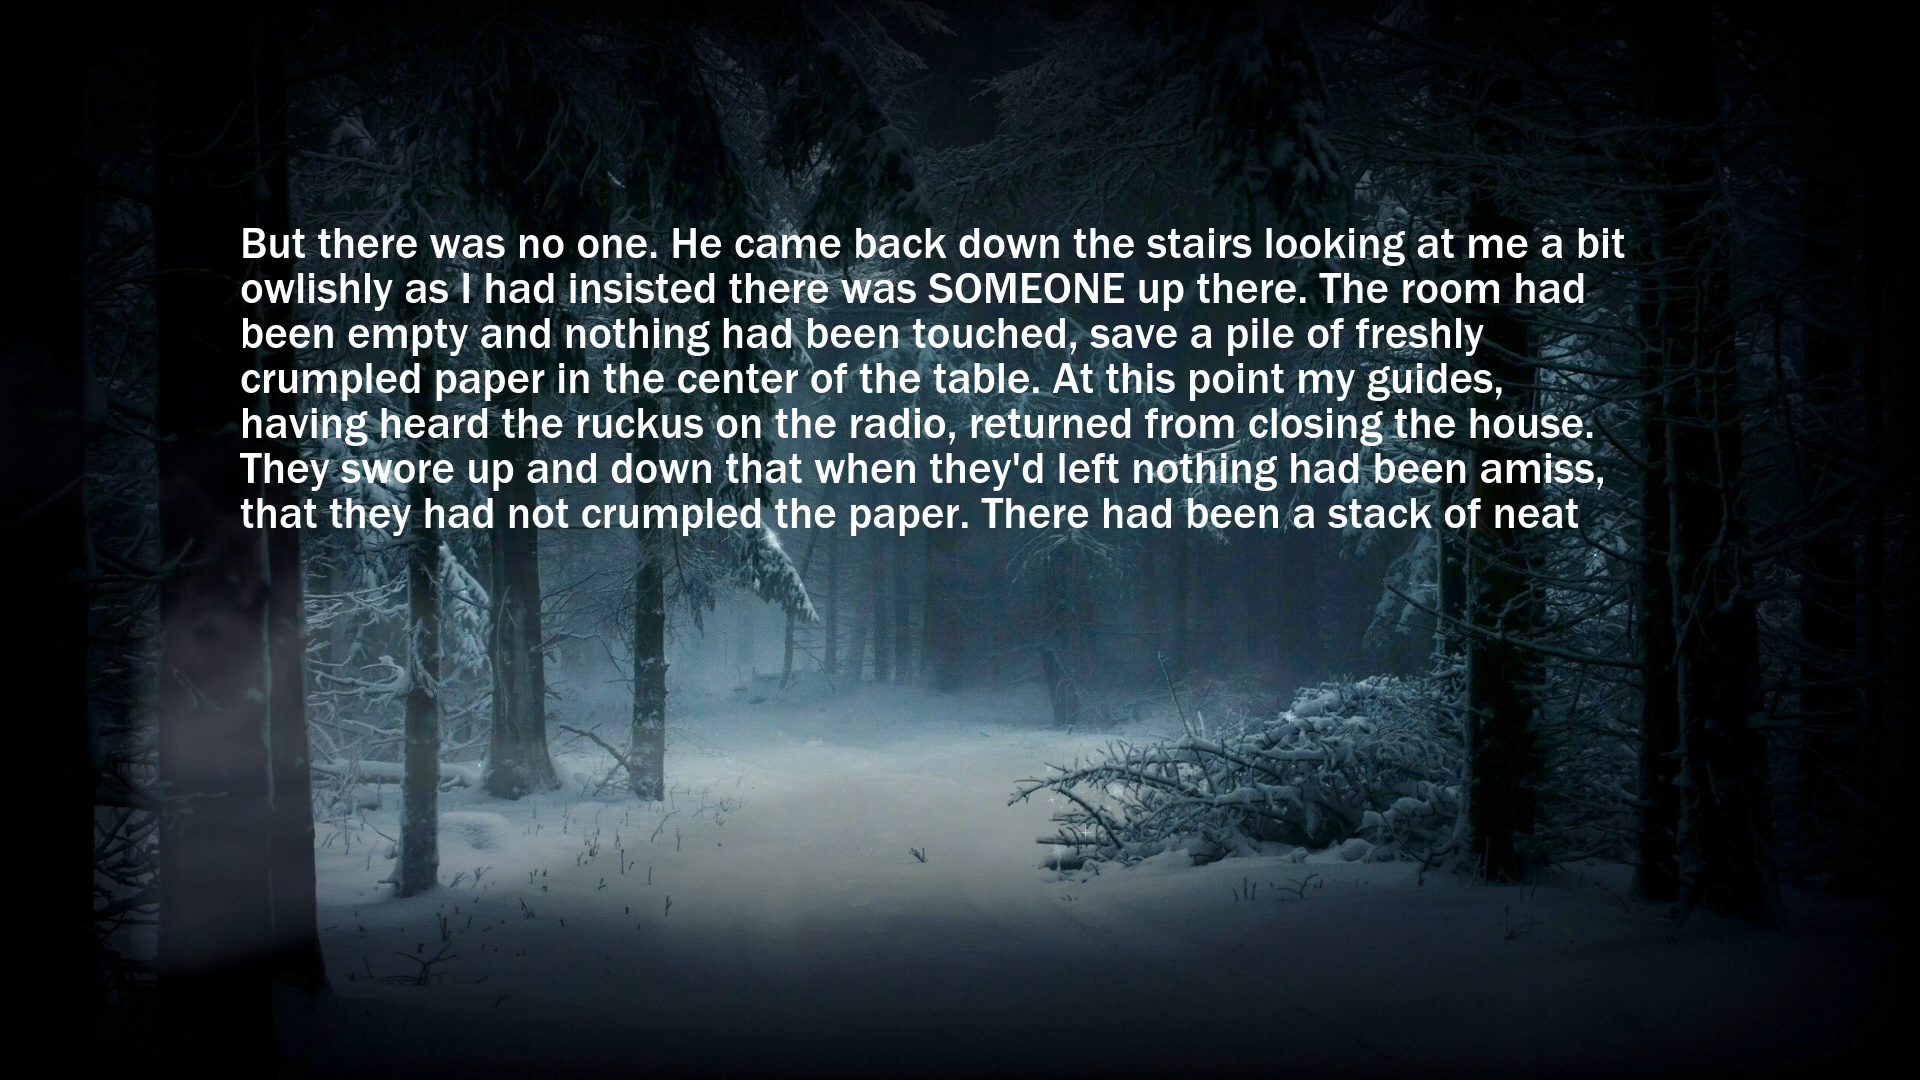 But there was no one. He came back down the stairs looking at me a bit
owlishly as I had insisted there was SOMEONE up there. The room had
been empty and nothing had been touched, save a pile of freshly
crumpled paper in the center of the table. At this point my guides,
having heard the ruckus on the radio, returned from closing the house.
They swore up and down that when they'd left nothing had been amiss,
that they had not crumpled the paper. There had been a stack of neat